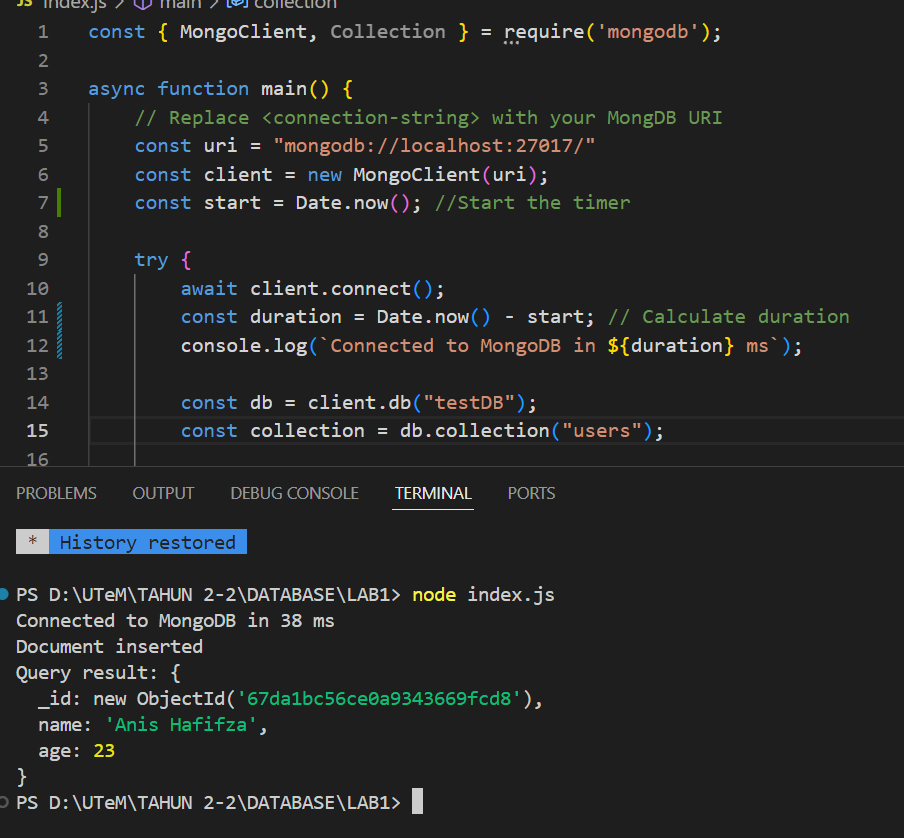 JS index.js > main > collection
1 const { MongoClient, Collection } = require('mongodb');
2
3 async function main() {
4 // Replace <connection-string> with your MongDB URI
5 const uri = "mongodb://localhost:27017/"
6 const client = new MongoClient(uri);
7 const start = Date.now(); //Start the timer
8
9 try {
10 await client.connect();
11 const duration = Date.now() - start; // Calculate duration
12 console.log(`Connected to MongoDB in ${duration} ms`);
13
14 const db = client.db("testDB");
15 const collection = db.collection("users");
16
PROBLEMS OUTPUT DEBUG CONSOLE TERMINAL PORTS
* History restored
PS D:\UTeM\TAHUN 2-2\DATABASE\LAB1> node index.js
Connected to MongoDB in 38 ms
Document inserted
Query result: {
_id: new ObjectId('67da1bc56ce0a9343669fcd8'),
name: 'Anis Hafifza',
age: 23
}
PS D:\UTeM\TAHUN 2-2\DATABASE\LAB1>